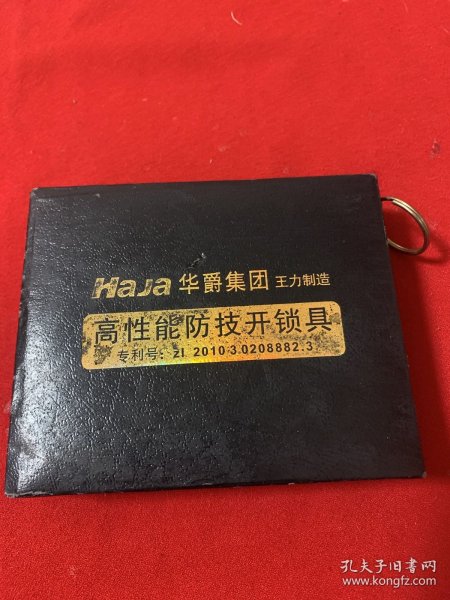 HaJa 华爵集团 王力制造
高性能防技开锁具
专利号: ZL 2010 3.0208882.3
孔夫子旧书网
www.kongfz.com